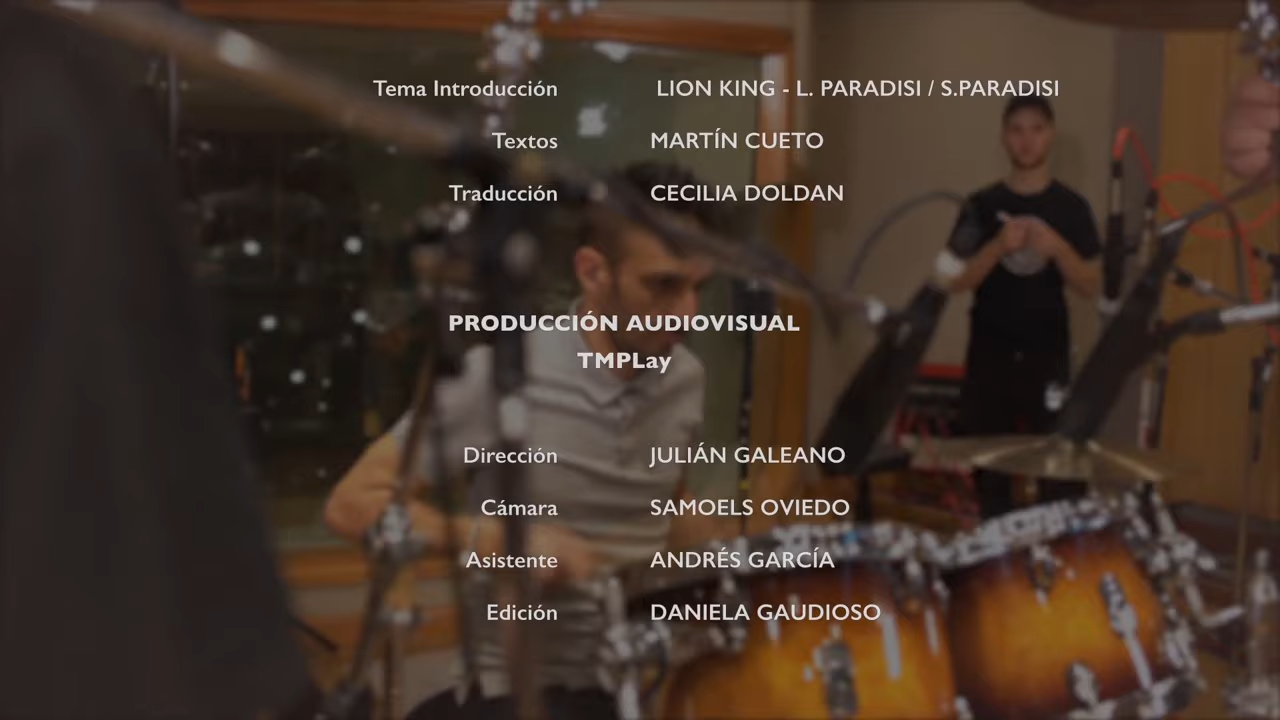 Tema Introducción LION KING - L. PARADISI / S.PARADISI
Textos MARTÍN CUETO
Traducción CECILIA DOLDAN
PRODUCCIÓN AUDIOVISUAL
TMPLay
Dirección JULIÁN GALEANO
Cámara SAMOELS OVIEDO
Asistente ANDRÉS GARCÍA
Edición DANIELA GAUDIOSO